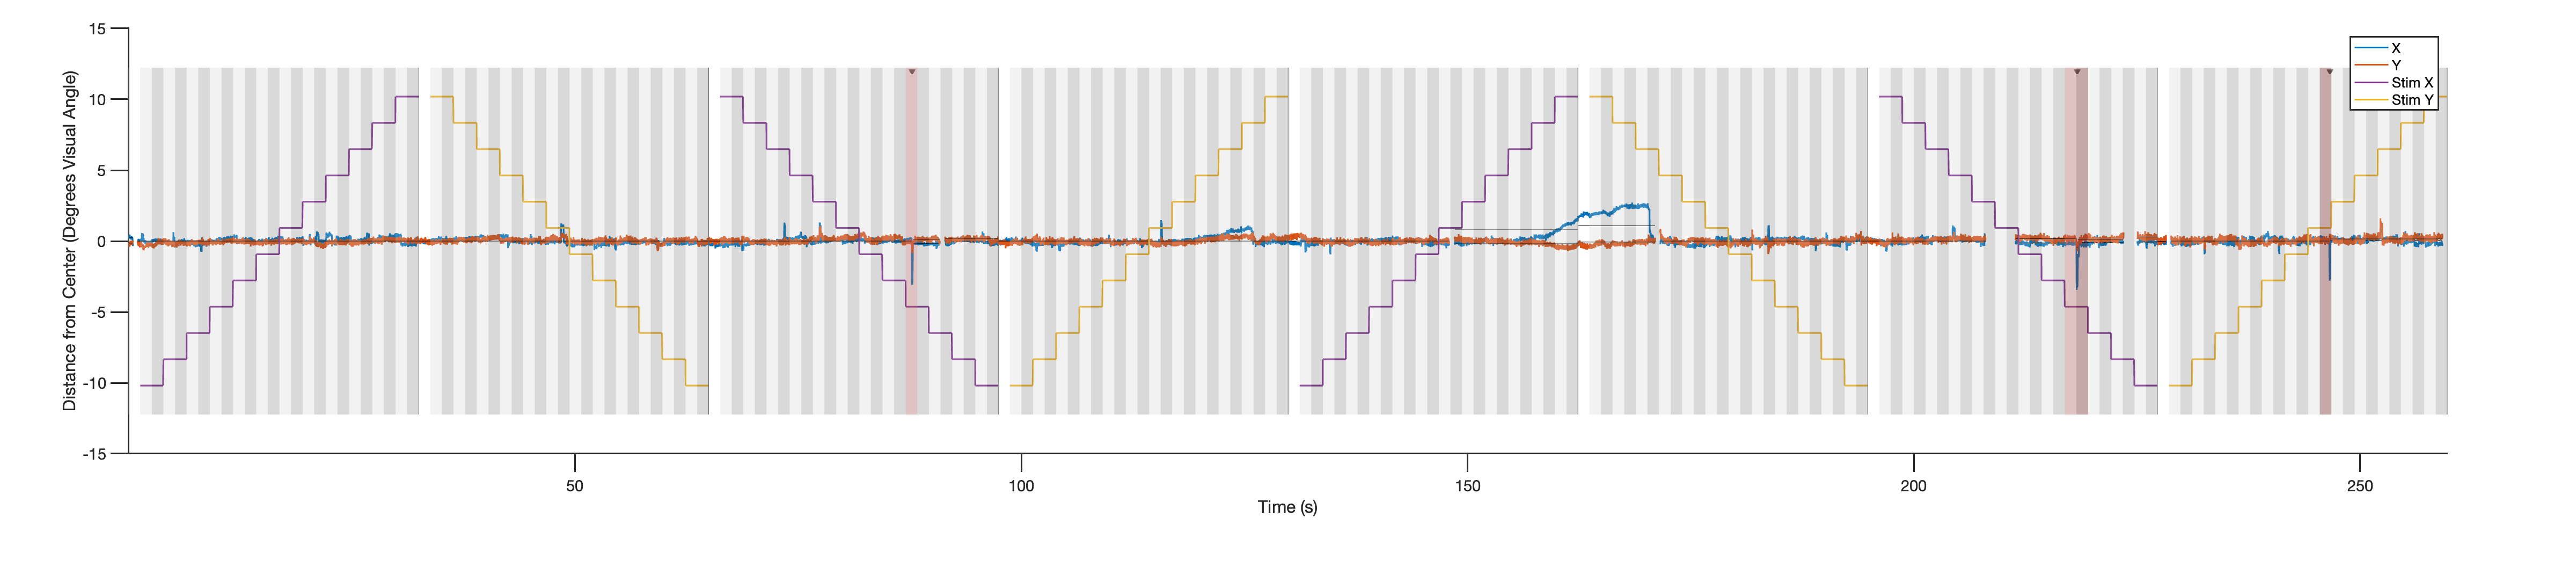 15
10
5
0
-5
-10
-15
Distance from Center (Degrees Visual Angle)
X
Y
Stim X
Stim Y
50
100
150
200
250
Time (s)